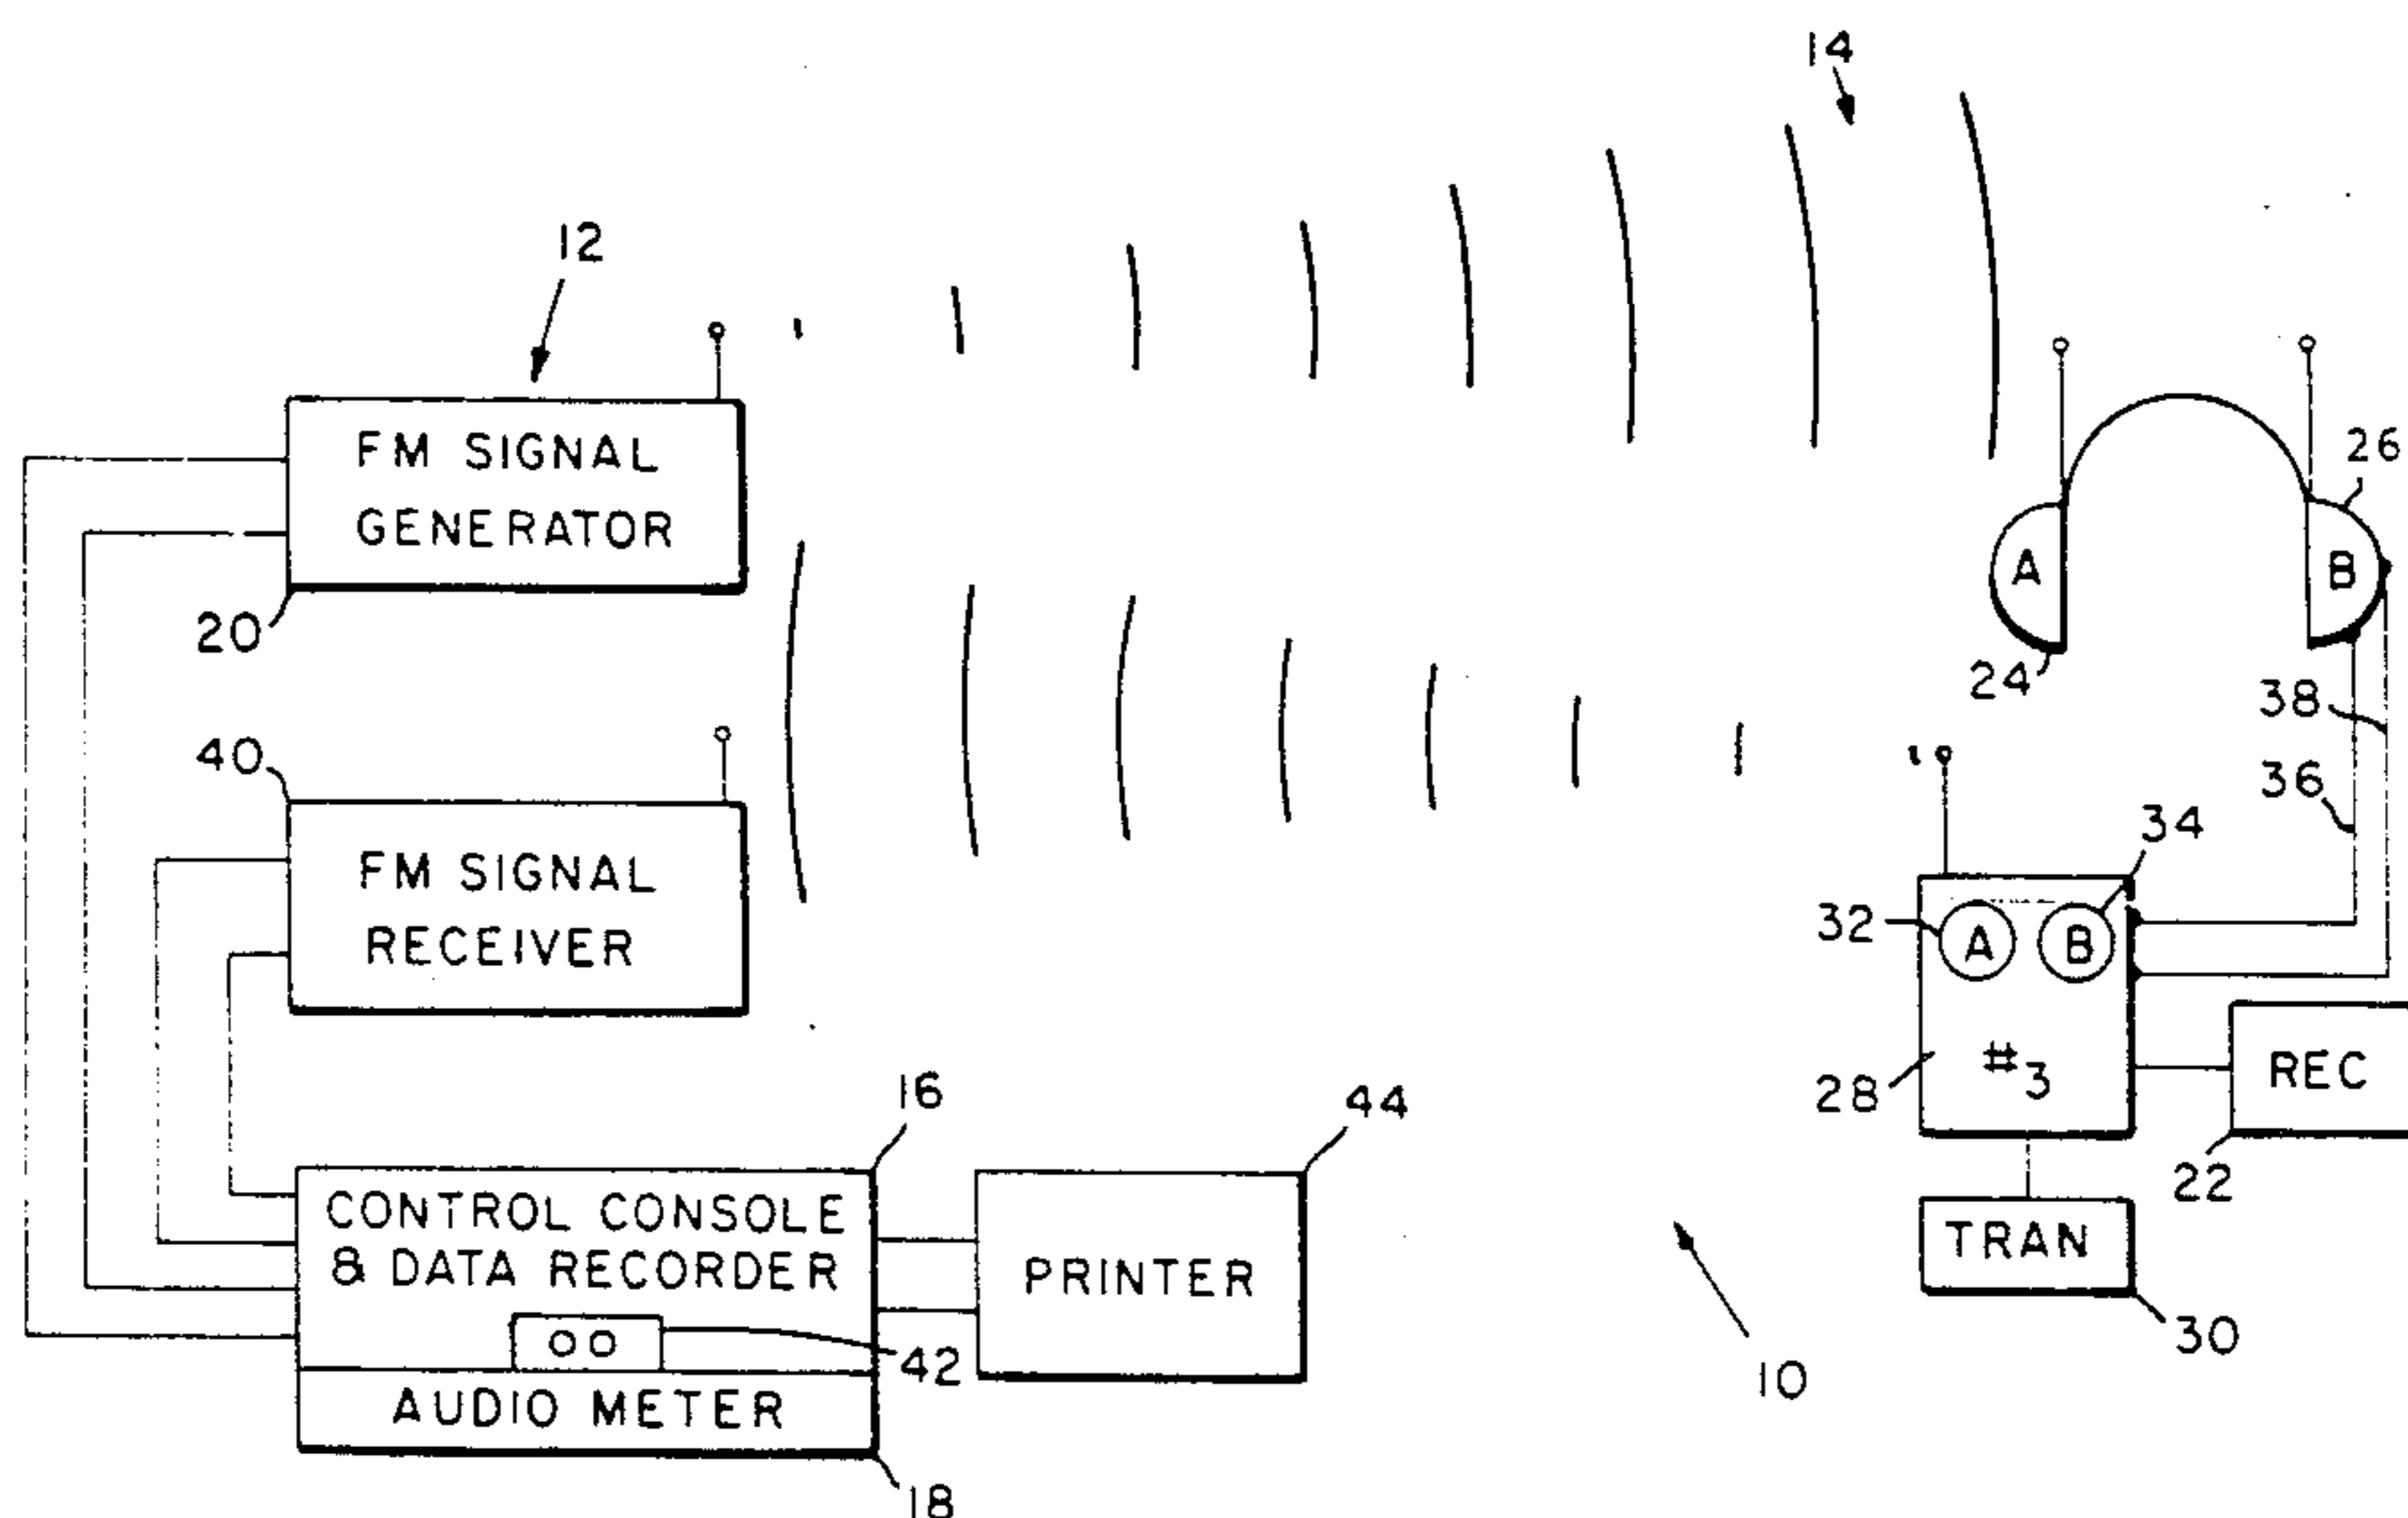 14
12
FM SIGNAL
GENERATOR
20
26
A
B
24
38
40
36
34
FM SIGNAL
RECEIVER
32
A
B
28
#3
REC
22
16
44
CONTROL CONSOLE
& DATA RECORDER
PRINTER
TRAN
42
30
10
AUDIO METER
18